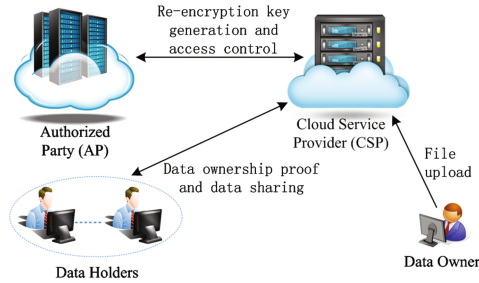 Re-encryption key
generation and
access control
Authorized
Party (AP)
Cloud Service
Provider (CSP)
Data ownership proof
and data sharing
File
upload
Data Holders
Data Owner